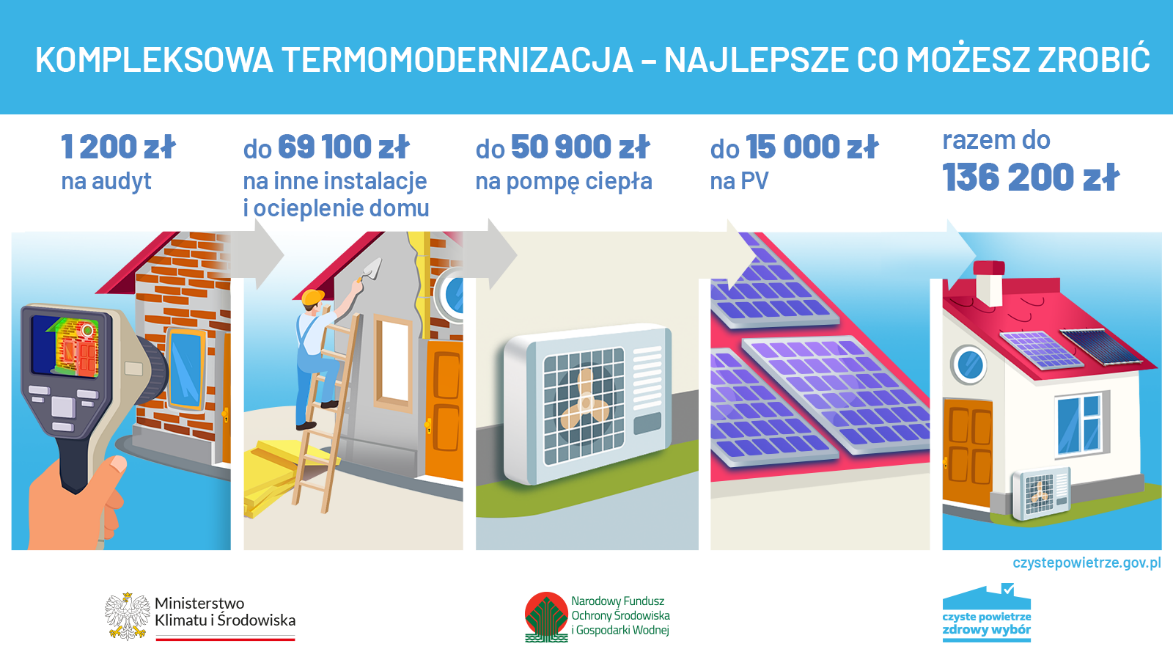 KOMPLEKSOWA TERMOMODERNIZACJA – NAJLEPSZE CO MOŻESZ ZROBIĆ
1 200 zł
na audyt
do 69 100 zł
na inne instalacje
i ocieplenie domu
do 50 900 zł
na pompę ciepła
do 15 000 zł
na PV
razem do
136 200 zł
czystepowietrze.gov.pl
Ministerstwo
Klimatu i Środowiska
Narodowy Fundusz
Ochrony Środowiska
i Gospodarki Wodnej
czyste powietrze
zdrowy wybór